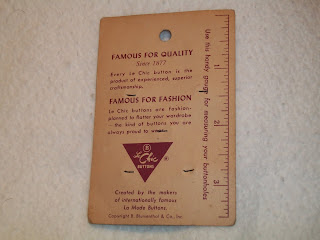 FAMOUS FOR QUALITY
Since 1877
Every Le Chic button is the
product of experienced, superior
craftsmanship.
FAMOUS FOR FASHION
Le Chic buttons are fashion-
planned to flatter your wardrobe
- the kind of buttons you are
always proud to
B
Le Chic
BUTTONS
®
Created by the makers
of internationally famous
La Mode Buttons.
Copyright B. Blumenthal & Co., Inc.
Use this handy gauge for measuring your buttonholes
1
2
3